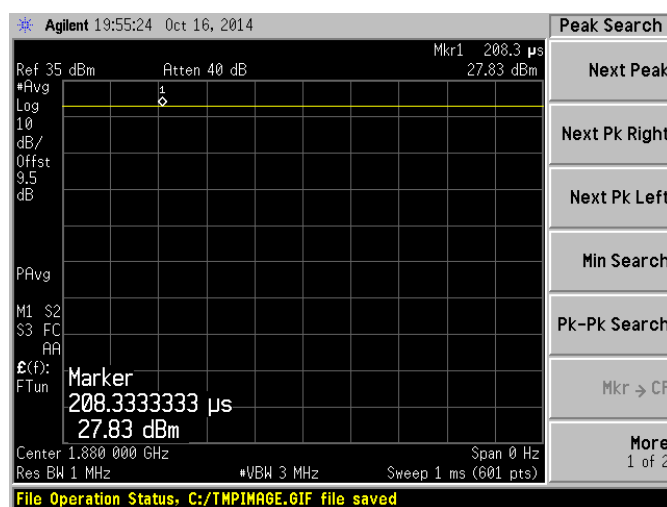 Agilent 19:55:24 Oct 16, 2014
Peak Search
Mkr1 208.3 µs
Ref 35 dBm Atten 40 dB 27.83 dBm
#Avg
Log
10
dB/
Offst
9.5
dB
1
PAvg
M1 S2
S3 FC
AA
£(f):
FTun
Marker
208.3333333 µs
27.83 dBm
Center 1.880 000 GHz Span 0 Hz
Res BW 1 MHz #VBW 3 MHz Sweep 1 ms (601 pts)
File Operation Status, C:/TMPIMAGE.GIF file saved
Next Peak
Next Pk Right
Next Pk Left
Min Search
Pk-Pk Search
Mkr → CF
More
1 of 2